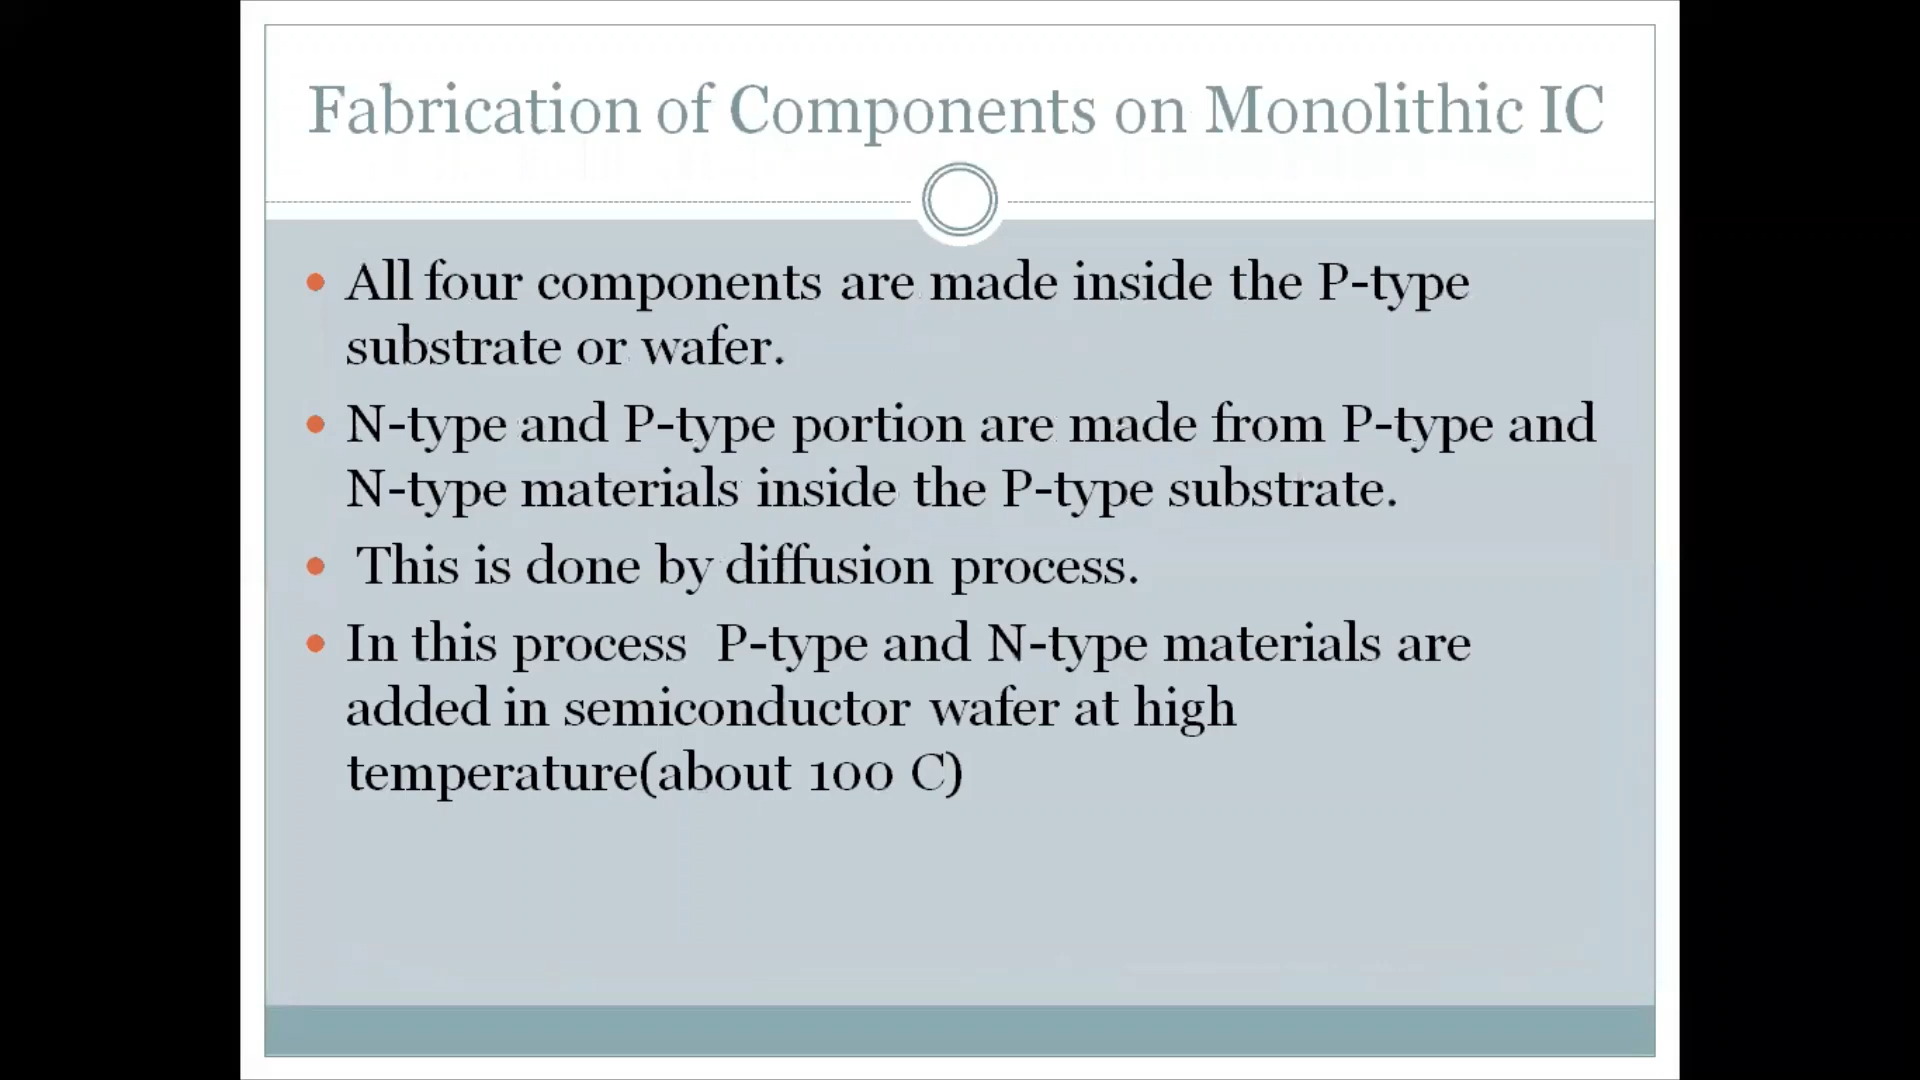 Fabrication of Components on Monolithic IC
• All four components are made inside the P-type
substrate or wafer.
• N-type and P-type portion are made from P-type and
N-type materials inside the P-type substrate.
• This is done by diffusion process.
• In this process P-type and N-type materials are
added in semiconductor wafer at high
temperature(about 100 C)